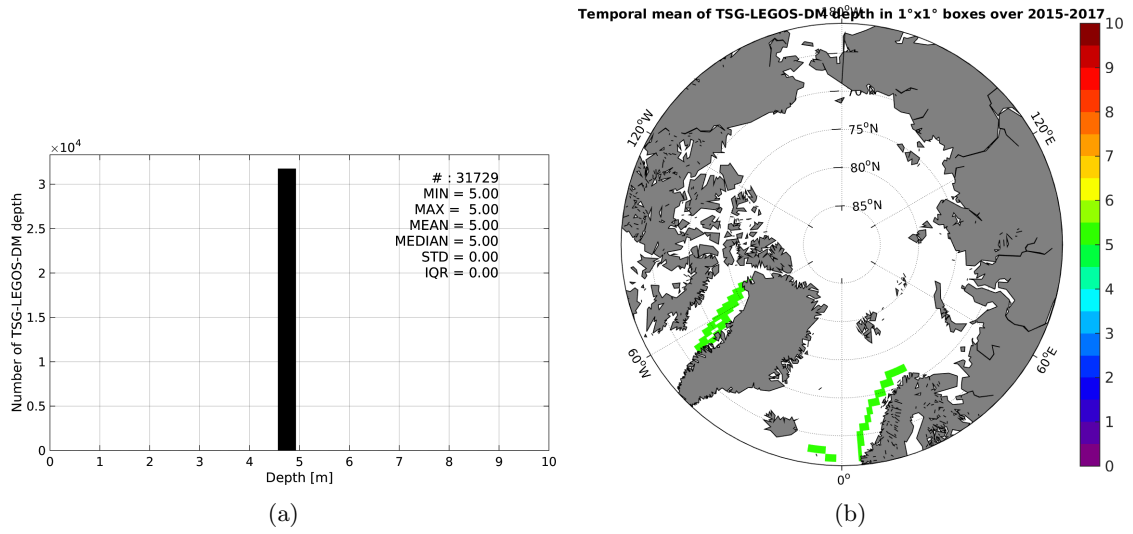 Temporal mean of TSG-LEGOS-DM depth in 1°x1° boxes over 2015-2017
180°W
×10⁴
Number of TSG-LEGOS-DM depth
3
2.5
2
1.5
1
0.5
0
# : 31729
MIN = 5.00
MAX = 5.00
MEAN = 5.00
MEDIAN = 5.00
STD = 0.00
IQR = 0.00
0 1 2 3 4 5 6 7 8 9 10
Depth [m]
(a)
120°W
60°W
0°
60°E
120°E
70°N
75°N
80°N
85°N
10
9
8
7
6
5
4
3
2
1
0
(b)